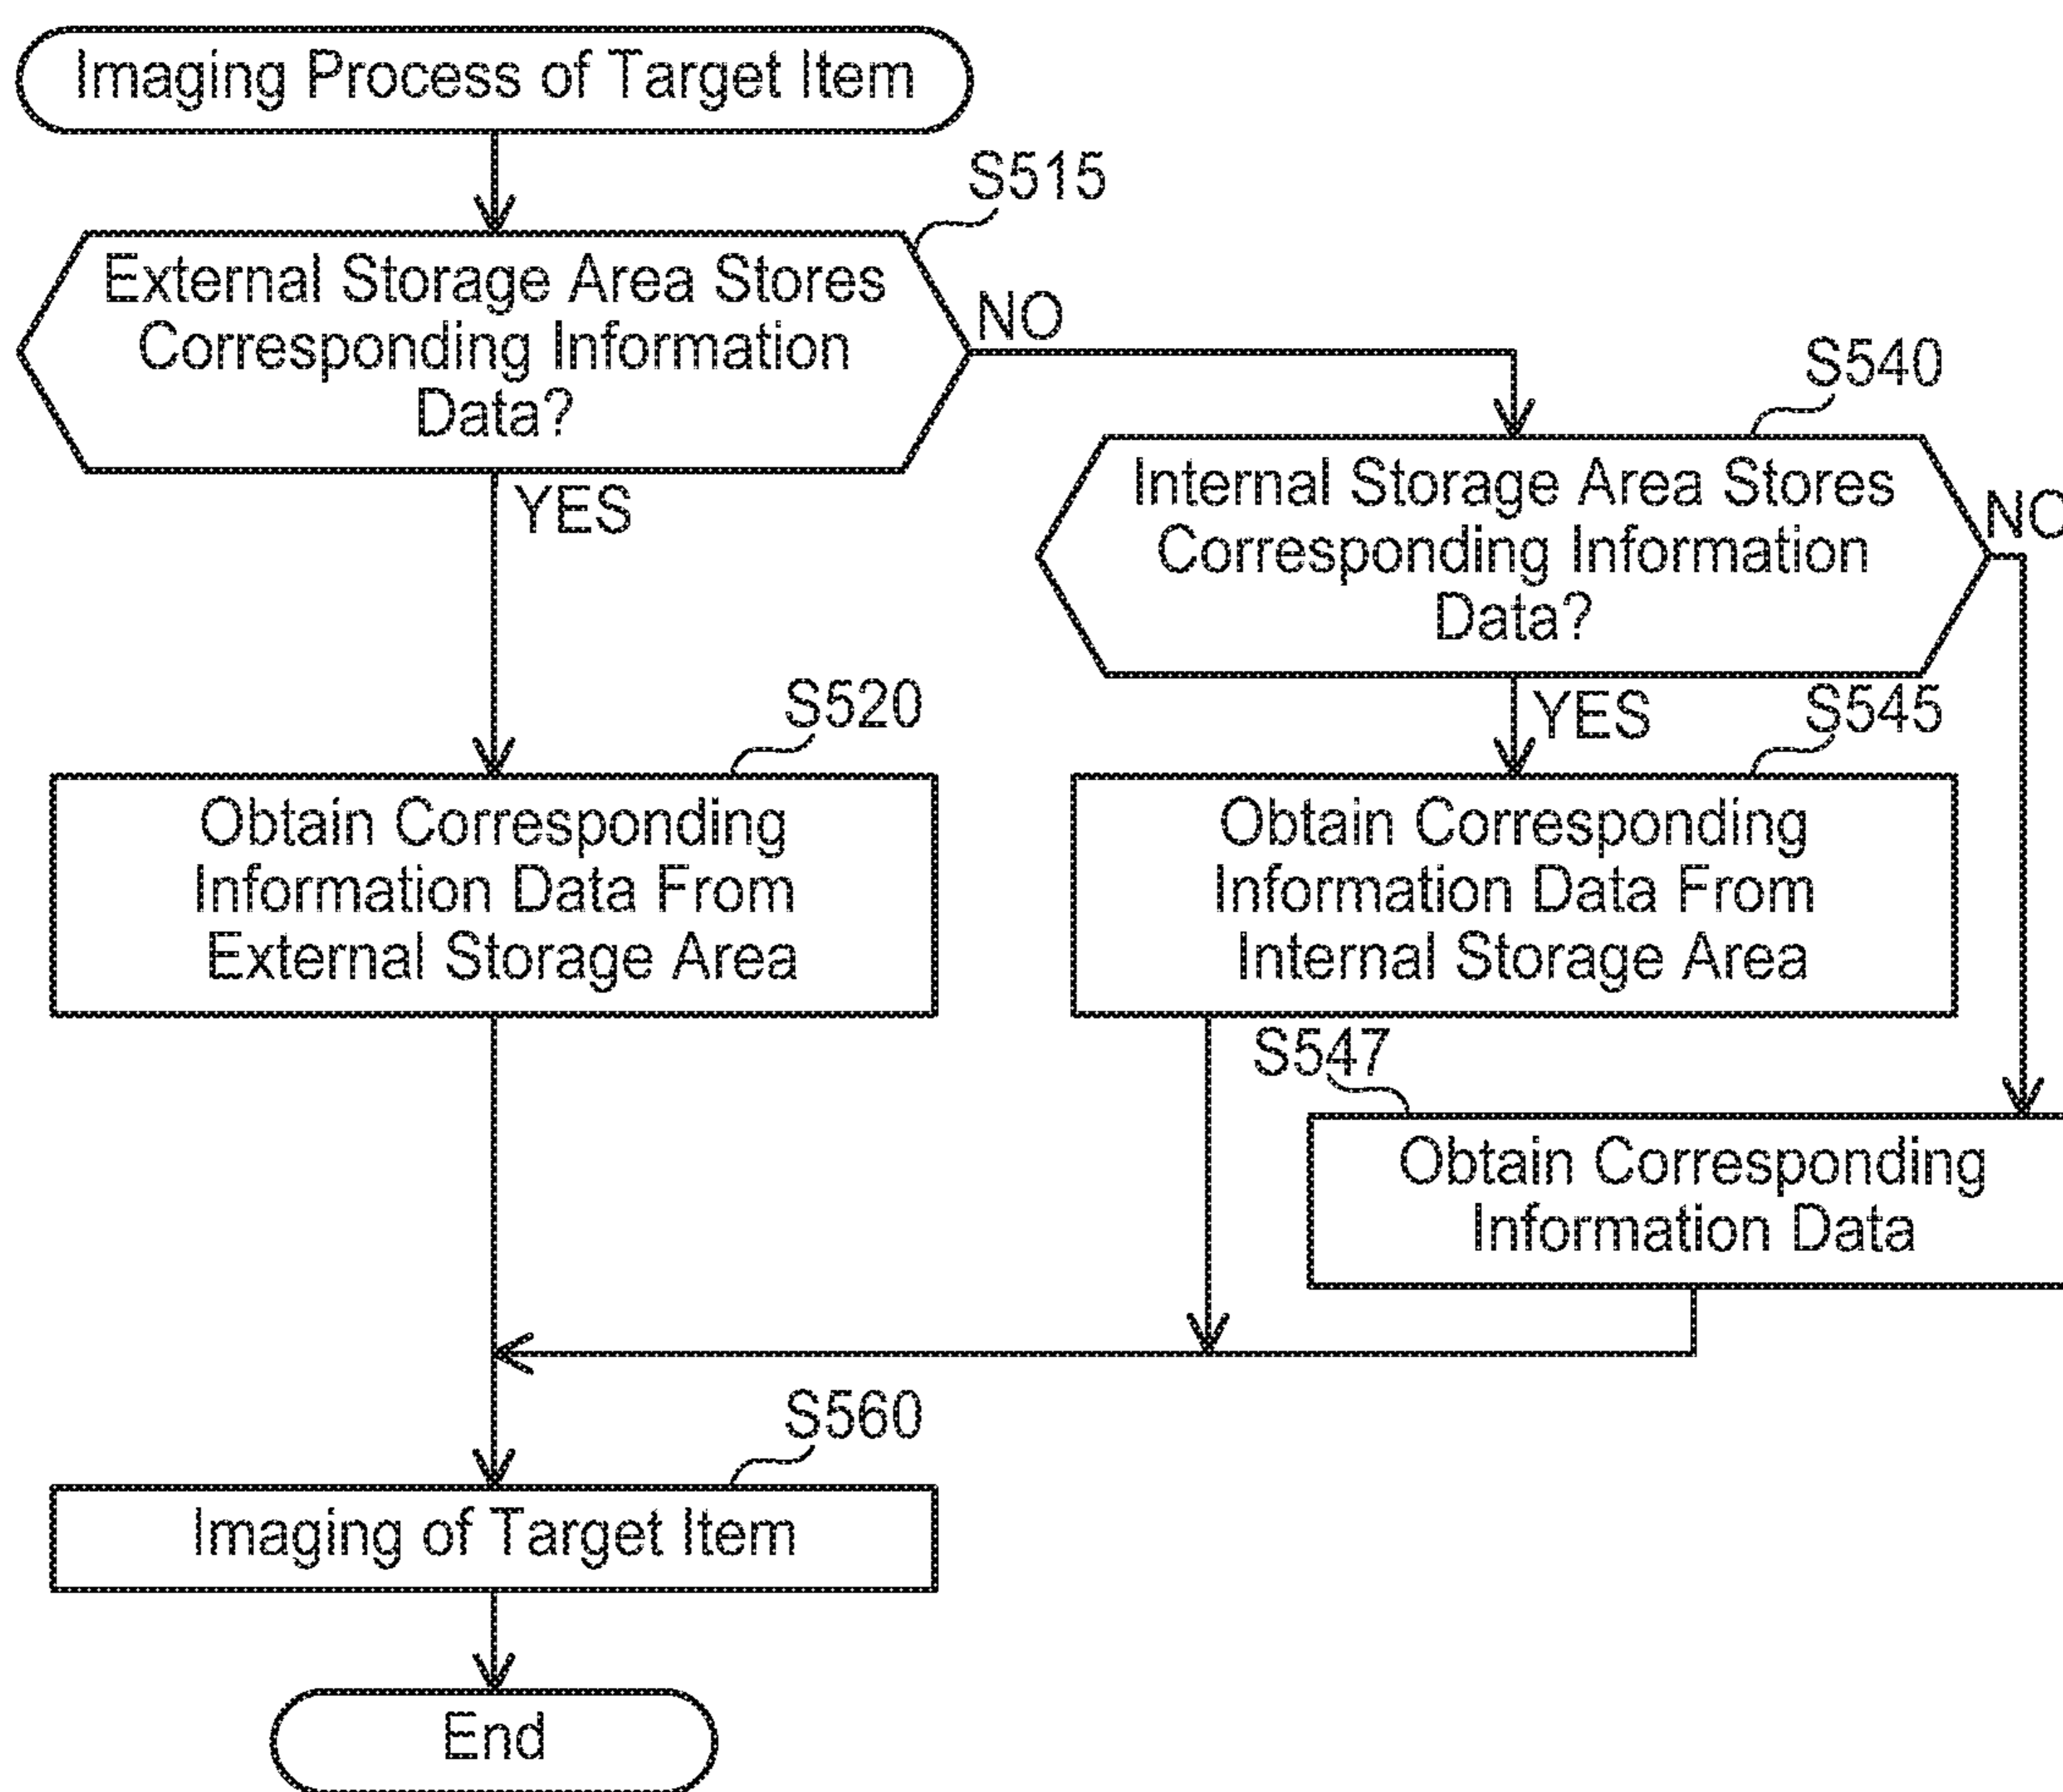 Imaging Process of Target Item
S515
External Storage Area Stores
Corresponding Information
Data?
NO
YES
S540
Internal Storage Area Stores
Corresponding Information
Data?
NO
YES
S520
Obtain Corresponding
Information Data From
External Storage Area
S545
Obtain Corresponding
Information Data From
Internal Storage Area
S547
Obtain Corresponding
Information Data
S560
Imaging of Target Item
End